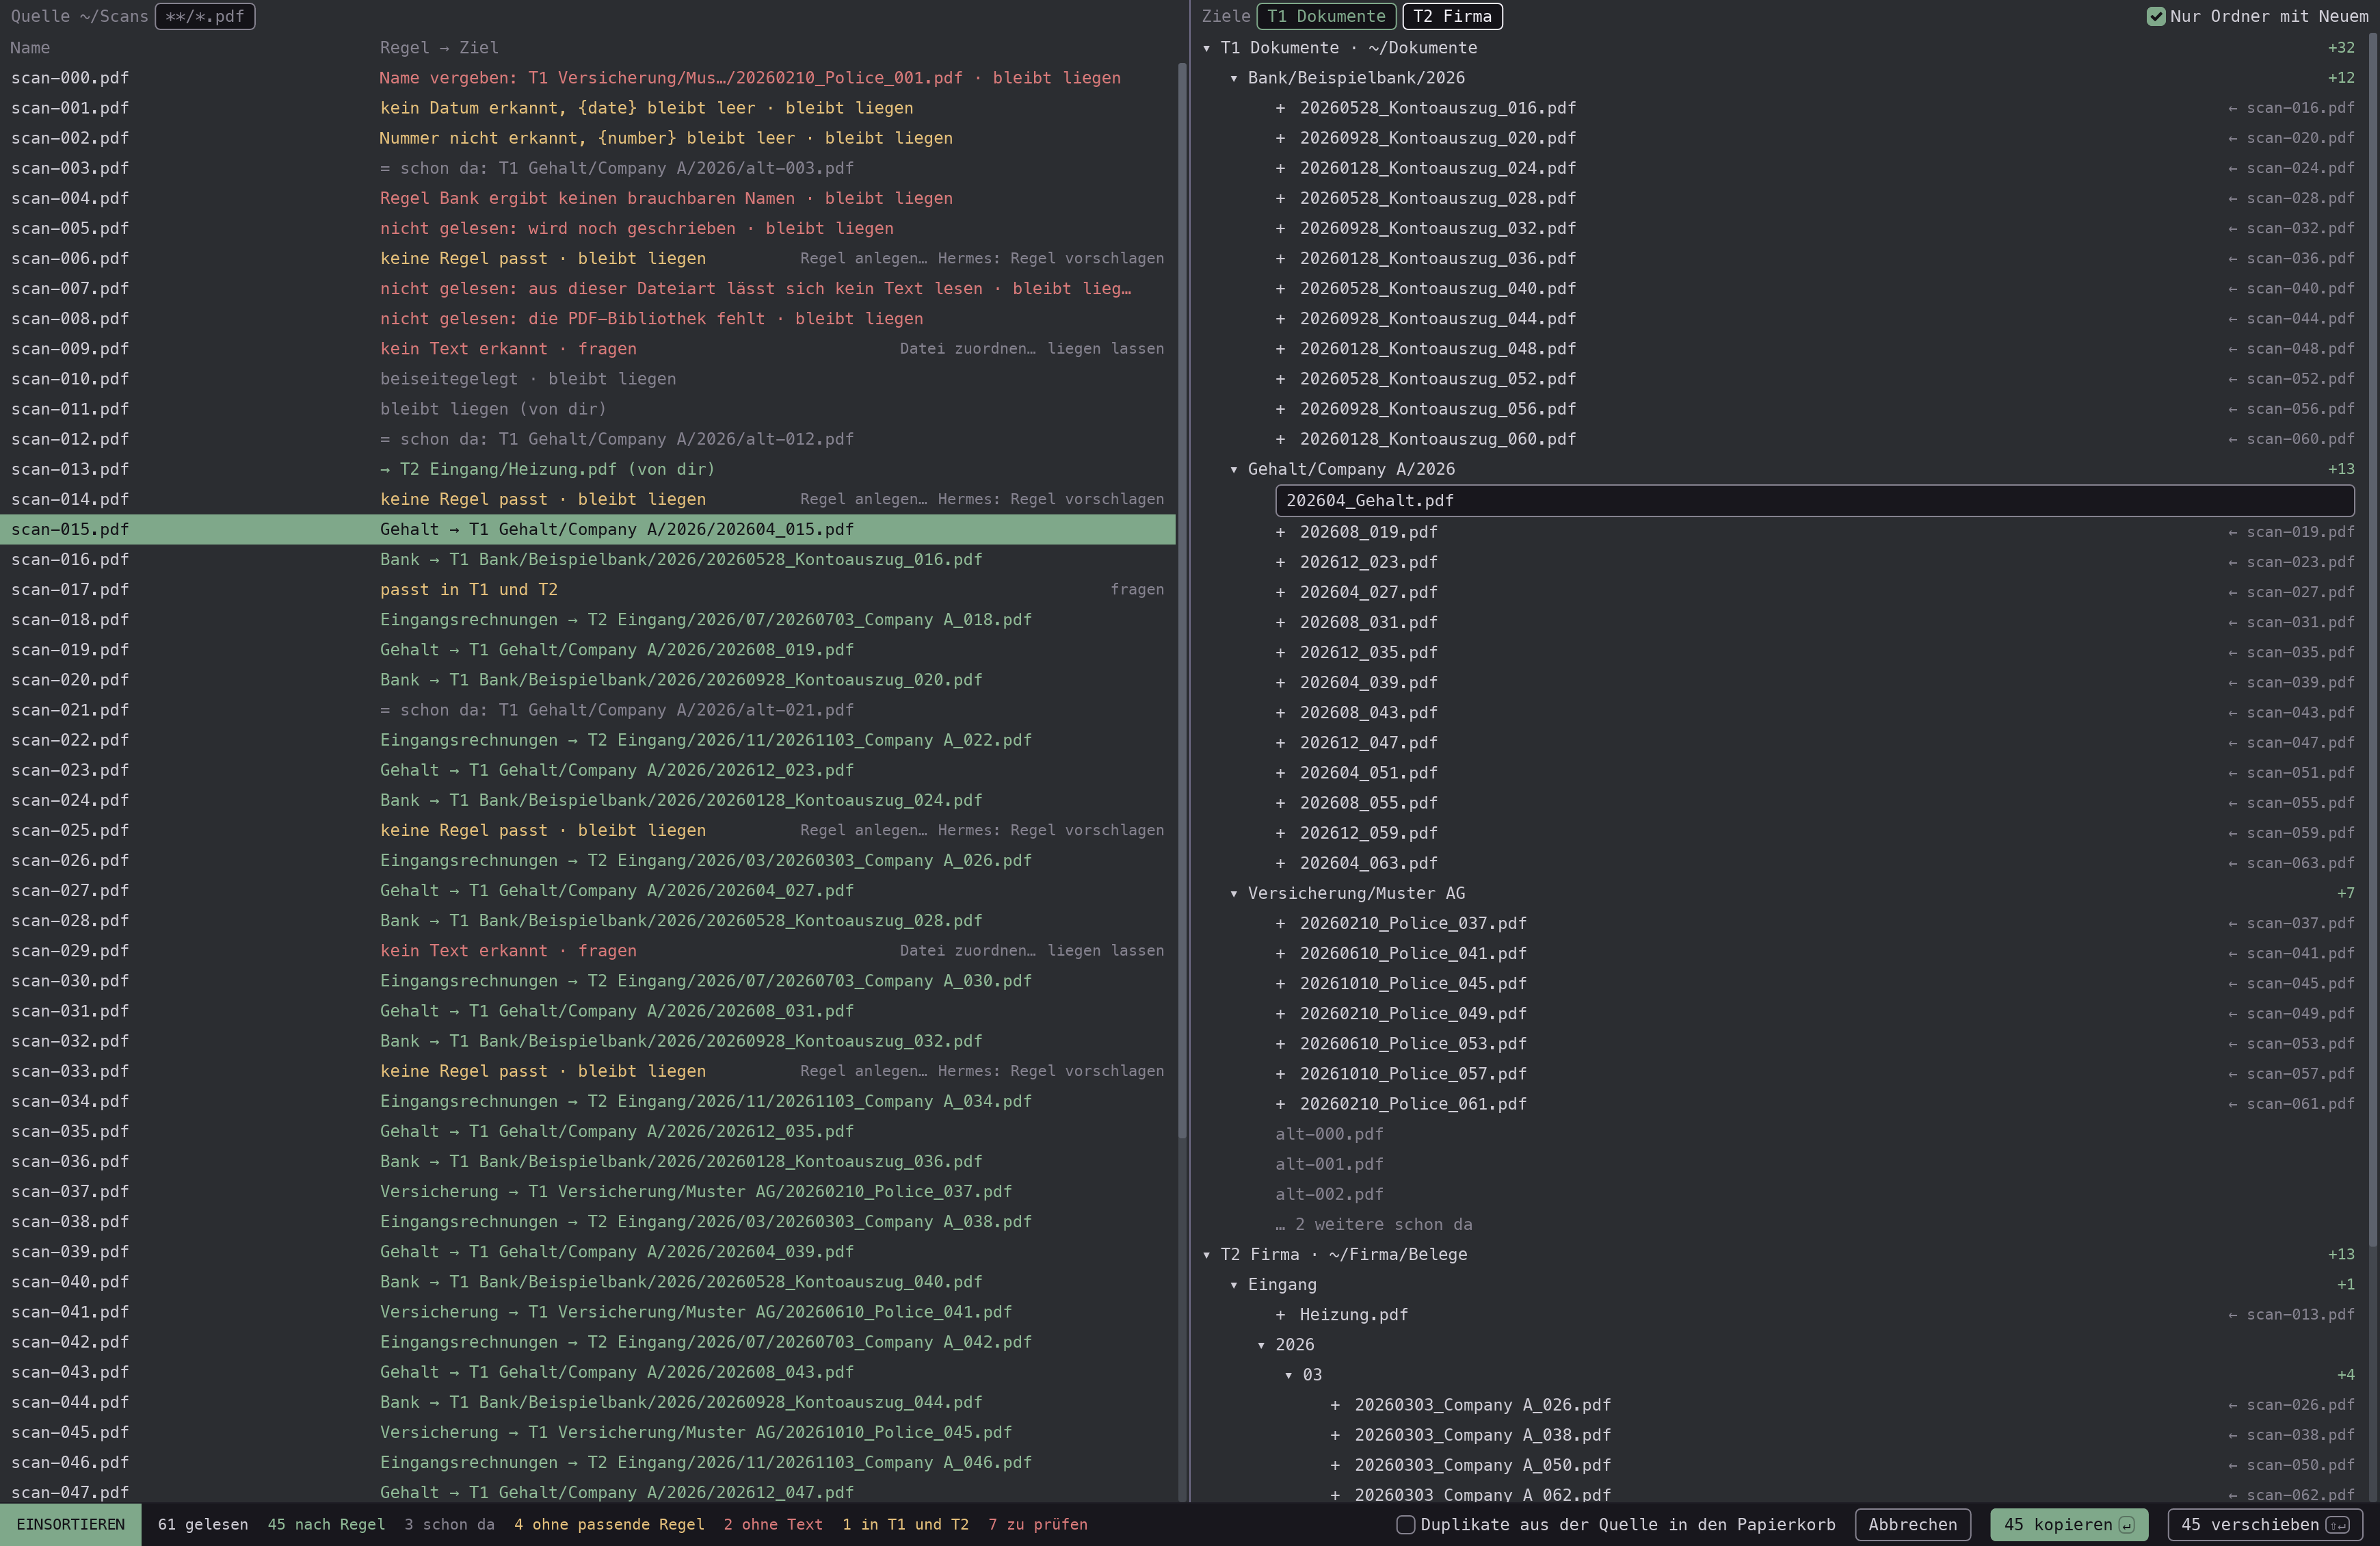 Quelle ~/Scans **/*.pdf
Name Regel → Ziel
scan-000.pdf Name vergeben: T1 Versicherung/Mus…/20260210_Police_001.pdf · bleibt liegen
scan-001.pdf kein Datum erkannt, {date} bleibt leer · bleibt liegen
scan-002.pdf Nummer nicht erkannt, {number} bleibt leer · bleibt liegen
scan-003.pdf = schon da: T1 Gehalt/Company A/2026/alt-003.pdf
scan-004.pdf Regel Bank ergibt keinen brauchbaren Namen · bleibt liegen
scan-005.pdf nicht gelesen: wird noch geschrieben · bleibt liegen
scan-006.pdf keine Regel passt · bleibt liegen Regel anlegen… Hermes: Regel vorschlagen
scan-007.pdf nicht gelesen: aus dieser Dateiart lässt sich kein Text lesen · bleibt lieg…
scan-008.pdf nicht gelesen: die PDF-Bibliothek fehlt · bleibt liegen
scan-009.pdf kein Text erkannt · fragen Datei zuordnen… liegen lassen
scan-010.pdf beiseitegelegt · bleibt liegen
scan-011.pdf bleibt liegen (von dir)
scan-012.pdf = schon da: T1 Gehalt/Company A/2026/alt-012.pdf
scan-013.pdf → T2 Eingang/Heizung.pdf (von dir)
scan-014.pdf keine Regel passt · bleibt liegen Regel anlegen… Hermes: Regel vorschlagen
scan-015.pdf Gehalt → T1 Gehalt/Company A/2026/202604_015.pdf
scan-016.pdf Bank → T1 Bank/Beispielbank/2026/20260528_Kontoauszug_016.pdf
scan-017.pdf passt in T1 und T2 fragen
scan-018.pdf Eingangsrechnungen → T2 Eingang/2026/07/20260703_Company A_018.pdf
scan-019.pdf Gehalt → T1 Gehalt/Company A/2026/202608_019.pdf
scan-020.pdf Bank → T1 Bank/Beispielbank/2026/20260928_Kontoauszug_020.pdf
scan-021.pdf = schon da: T1 Gehalt/Company A/2026/alt-021.pdf
scan-022.pdf Eingangsrechnungen → T2 Eingang/2026/11/20261103_Company A_022.pdf
scan-023.pdf Gehalt → T1 Gehalt/Company A/2026/202612_023.pdf
scan-024.pdf Bank → T1 Bank/Beispielbank/2026/20260128_Kontoauszug_024.pdf
scan-025.pdf keine Regel passt · bleibt liegen Regel anlegen… Hermes: Regel vorschlagen
scan-026.pdf Eingangsrechnungen → T2 Eingang/2026/03/20260303_Company A_026.pdf
scan-027.pdf Gehalt → T1 Gehalt/Company A/2026/202604_027.pdf
scan-028.pdf Bank → T1 Bank/Beispielbank/2026/20260528_Kontoauszug_028.pdf
scan-029.pdf kein Text erkannt · fragen Datei zuordnen… liegen lassen
scan-030.pdf Eingangsrechnungen → T2 Eingang/2026/07/20260703_Company A_030.pdf
scan-031.pdf Gehalt → T1 Gehalt/Company A/2026/202608_031.pdf
scan-032.pdf Bank → T1 Bank/Beispielbank/2026/20260928_Kontoauszug_032.pdf
scan-033.pdf keine Regel passt · bleibt liegen Regel anlegen… Hermes: Regel vorschlagen
scan-034.pdf Eingangsrechnungen → T2 Eingang/2026/11/20261103_Company A_034.pdf
scan-035.pdf Gehalt → T1 Gehalt/Company A/2026/202612_035.pdf
scan-036.pdf Bank → T1 Bank/Beispielbank/2026/20260128_Kontoauszug_036.pdf
scan-037.pdf Versicherung → T1 Versicherung/Muster AG/20260210_Police_037.pdf
scan-038.pdf Eingangsrechnungen → T2 Eingang/2026/03/20260303_Company A_038.pdf
scan-039.pdf Gehalt → T1 Gehalt/Company A/2026/202604_039.pdf
scan-040.pdf Bank → T1 Bank/Beispielbank/2026/20260528_Kontoauszug_040.pdf
scan-041.pdf Versicherung → T1 Versicherung/Muster AG/20260610_Police_041.pdf
scan-042.pdf Eingangsrechnungen → T2 Eingang/2026/07/20260703_Company A_042.pdf
scan-043.pdf Gehalt → T1 Gehalt/Company A/2026/202608_043.pdf
scan-044.pdf Bank → T1 Bank/Beispielbank/2026/20260928_Kontoauszug_044.pdf
scan-045.pdf Versicherung → T1 Versicherung/Muster AG/20261010_Police_045.pdf
scan-046.pdf Eingangsrechnungen → T2 Eingang/2026/11/20261103_Company A_046.pdf
scan-047.pdf Gehalt → T1 Gehalt/Company A/2026/202612_047.pdf
Ziele T1 Dokumente T2 Firma Nur Ordner mit Neuem
▾ T1 Dokumente · ~/Dokumente +32
▾ Bank/Beispielbank/2026 +12
+ 20260528_Kontoauszug_016.pdf ← scan-016.pdf
+ 20260928_Kontoauszug_020.pdf ← scan-020.pdf
+ 20260128_Kontoauszug_024.pdf ← scan-024.pdf
+ 20260528_Kontoauszug_028.pdf ← scan-028.pdf
+ 20260928_Kontoauszug_032.pdf ← scan-032.pdf
+ 20260128_Kontoauszug_036.pdf ← scan-036.pdf
+ 20260528_Kontoauszug_040.pdf ← scan-040.pdf
+ 20260928_Kontoauszug_044.pdf ← scan-044.pdf
+ 20260128_Kontoauszug_048.pdf ← scan-048.pdf
+ 20260528_Kontoauszug_052.pdf ← scan-052.pdf
+ 20260928_Kontoauszug_056.pdf ← scan-056.pdf
+ 20260128_Kontoauszug_060.pdf ← scan-060.pdf
▾ Gehalt/Company A/2026 +13
202604_Gehalt.pdf
+ 202608_019.pdf ← scan-019.pdf
+ 202612_023.pdf ← scan-023.pdf
+ 202604_027.pdf ← scan-027.pdf
+ 202608_031.pdf ← scan-031.pdf
+ 202612_035.pdf ← scan-035.pdf
+ 202604_039.pdf ← scan-039.pdf
+ 202608_043.pdf ← scan-043.pdf
+ 202612_047.pdf ← scan-047.pdf
+ 202604_051.pdf ← scan-051.pdf
+ 202608_055.pdf ← scan-055.pdf
+ 202612_059.pdf ← scan-059.pdf
+ 202604_063.pdf ← scan-063.pdf
▾ Versicherung/Muster AG +7
+ 20260210_Police_037.pdf ← scan-037.pdf
+ 20260610_Police_041.pdf ← scan-041.pdf
+ 20261010_Police_045.pdf ← scan-045.pdf
+ 20260210_Police_049.pdf ← scan-049.pdf
+ 20260610_Police_053.pdf ← scan-053.pdf
+ 20261010_Police_057.pdf ← scan-057.pdf
+ 20260210_Police_061.pdf ← scan-061.pdf
alt-000.pdf
alt-001.pdf
alt-002.pdf
… 2 weitere schon da
▾ T2 Firma · ~/Firma/Belege +13
▾ Eingang +1
+ Heizung.pdf ← scan-013.pdf
▾ 2026
▾ 03 +4
+ 20260303_Company A_026.pdf ← scan-026.pdf
+ 20260303_Company A_038.pdf ← scan-038.pdf
+ 20260303_Company A_050.pdf ← scan-050.pdf
+ 20260303_Company A_062.pdf ← scan-062.pdf
EINSORTIEREN 61 gelesen 45 nach Regel 3 schon da 4 ohne passende Regel 2 ohne Text 1 in T1 und T2 7 zu prüfen Duplikate aus der Quelle in den Papierkorb Abbrechen 45 kopieren ↵ 45 verschieben ⇧↵